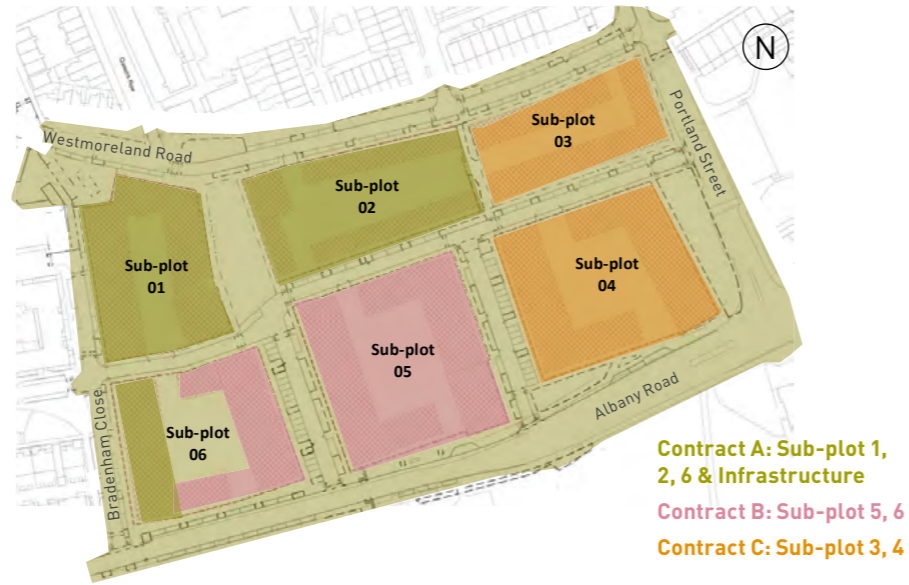 N
Westmoreland Road
Portland Street
Sub-plot
03
Sub-plot
02
Sub-plot
01
Sub-plot
04
Sub-plot
05
Sub-plot
06
Bradenham Close
Albany Road
Contract A: Sub-plot 1,
2, 6 & Infrastructure
Contract B: Sub-plot 5, 6
Contract C: Sub-plot 3, 4